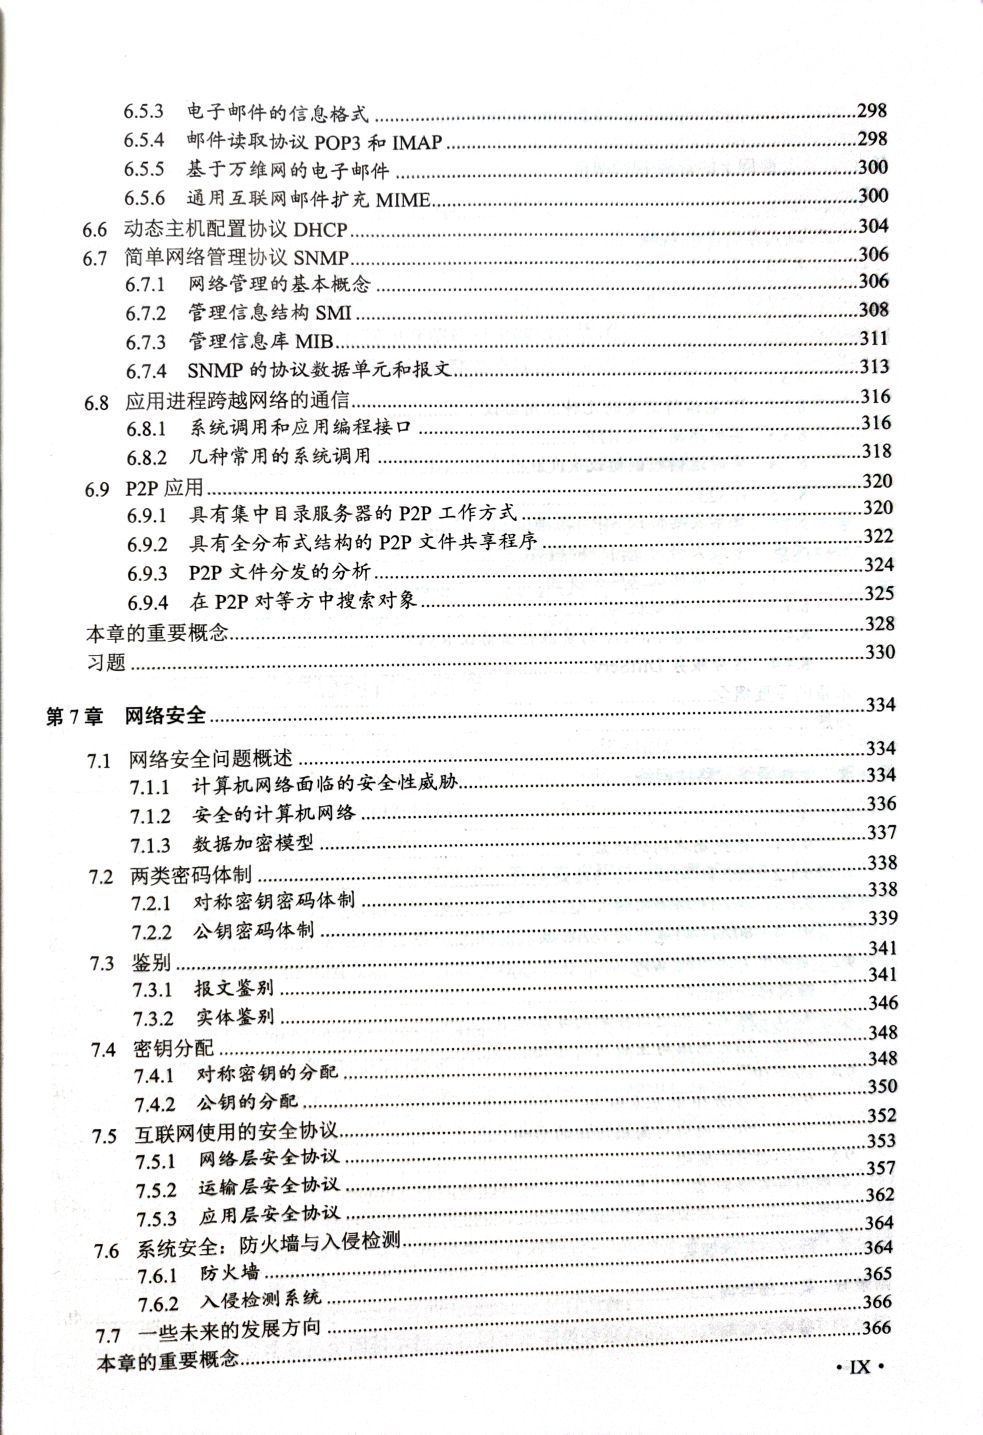 6.5.3 电子邮件的信息格式........298
6.5.4 邮件读取协议 POP3 和 IMAP........298
6.5.5 基于万维网的电子邮件........300
6.5.6 通用互联网邮件扩充 MIME........300
6.6 动态主机配置协议 DHCP........304
6.7 简单网络管理协议 SNMP........306
6.7.1 网络管理的基本概念........306
6.7.2 管理信息结构 SMI........308
6.7.3 管理信息库 MIB........311
6.7.4 SNMP 的协议数据单元和报文........313
6.8 应用进程跨越网络的通信........316
6.8.1 系统调用和应用编程接口........316
6.8.2 几种常用的系统调用........318
6.9 P2P 应用........320
6.9.1 具有集中目录服务器的 P2P 工作方式........320
6.9.2 具有全分布式结构的 P2P 文件共享程序........322
6.9.3 P2P 文件分发的分析........324
6.9.4 在 P2P 对等方中搜索对象........325
本章的重要概念........328
习题........330
第 7 章 网络安全........334
7.1 网络安全问题概述........334
7.1.1 计算机网络面临的安全性威胁........334
7.1.2 安全的计算机网络........336
7.1.3 数据加密模型........337
7.2 两类密码体制........338
7.2.1 对称密钥密码体制........338
7.2.2 公钥密码体制........339
7.3 鉴别........341
7.3.1 报文鉴别........341
7.3.2 实体鉴别........346
7.4 密钥分配........348
7.4.1 对称密钥的分配........348
7.4.2 公钥的分配........350
7.5 互联网使用的安全协议........352
7.5.1 网络层安全协议........353
7.5.2 运输层安全协议........357
7.5.3 应用层安全协议........362
7.6 系统安全：防火墙与入侵检测........364
7.6.1 防火墙........364
7.6.2 入侵检测系统........365
7.7 一些未来的发展方向........366
本章的重要概念........366
· IX ·